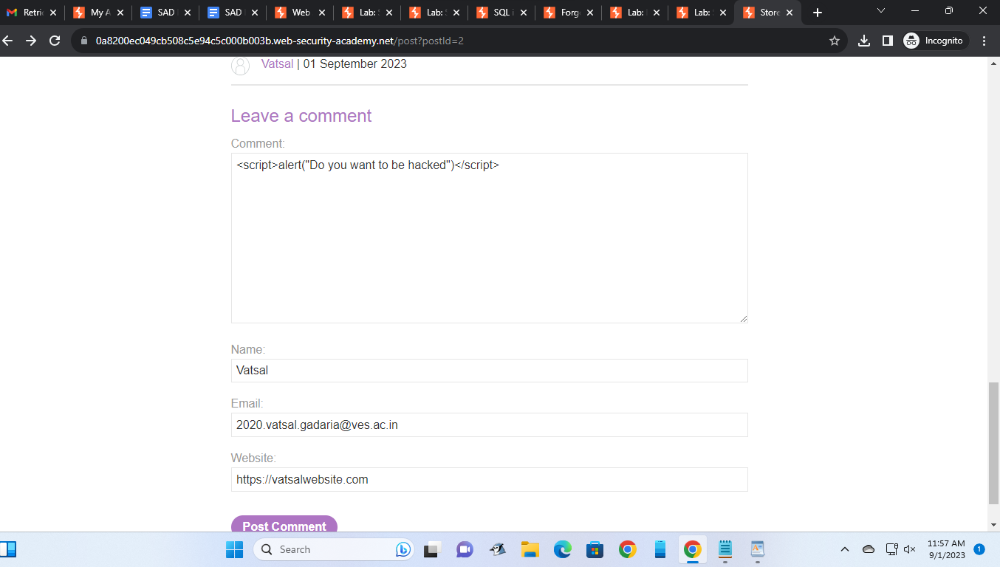 Retri
My A
SAD
SAD
Web
Lab:
Lab:
SQL i
Forg
Lab:
Lab:
Store
0a8200ec049cb508c5e94c5c000b003b.web-security-academy.net/post?postId=2
Incognito
Vatsal | 01 September 2023
Leave a comment
Comment:
<script>alert("Do you want to be hacked")</script>
Name:
Vatsal
Email:
2020.vatsal.gadaria@ves.ac.in
Website:
https://vatsalwebsite.com
Post Comment
Search
11:57 AM
9/1/2023
1